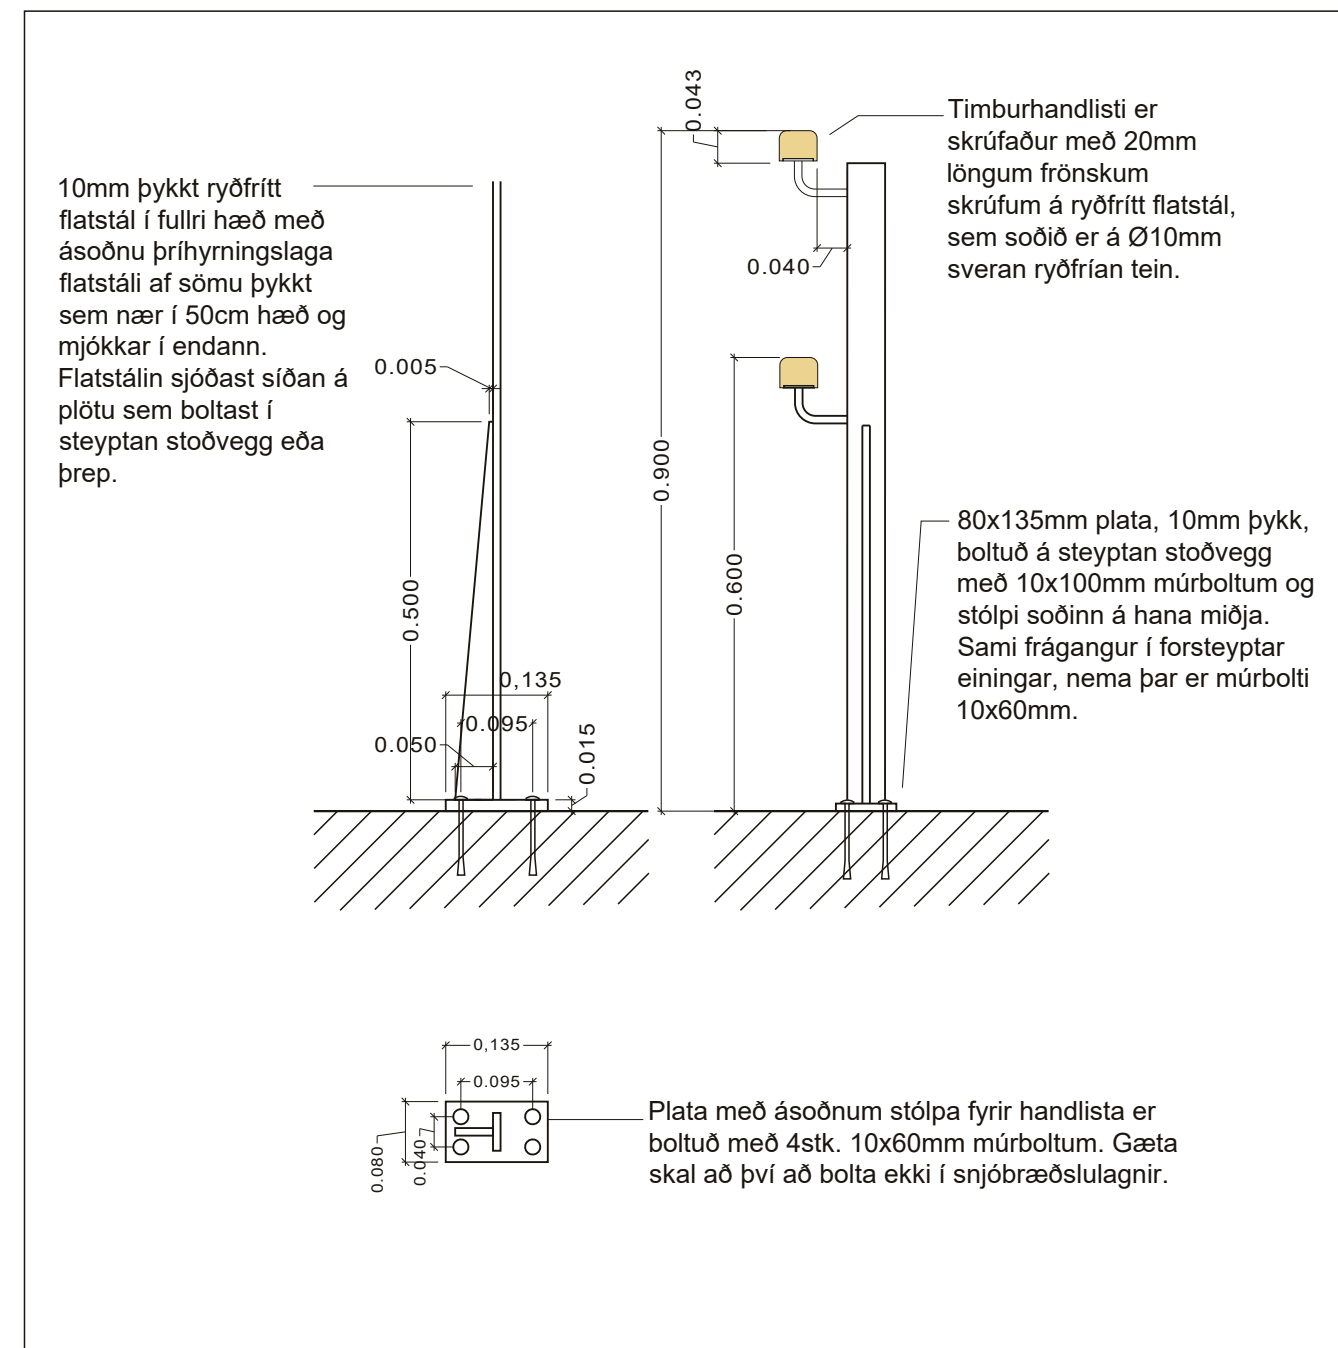 0.043
Timburhandlisti er
skrúfaður með 20mm
löngum frönskum
skrúfum á ryðfrítt flatstál,
sem soðið er á Ø10mm
sveran ryðfrían tein.
10mm þykkt ryðfrítt
flatstál í fullri hæð með
ásoðnu þríhyrningslaga
flatstáli af sömu þykkt
sem nær í 50cm hæð og
mjókkar í endann.
Flatstálin sjóðast síðan á
plötu sem boltast í
steyptan stoðvegg eða
þrep.
0.040
0.005
0.900
0.600
0.500
80x135mm plata, 10mm þykk,
boltuð á steyptan stoðvegg
með 10x100mm múrboltum og
stólpi soðinn á hana miðja.
Sami frágangur í forsteyptar
einingar, nema þar er múrbolti
10x60mm.
0,135
0.095
0.050
0.015
0,135
0.095
0.080
0.040
Plata með ásoðnum stólpa fyrir handlista er
boltuð með 4stk. 10x60mm múrboltum. Gæta
skal að því að bolta ekki í snjóbræðslulagnir.